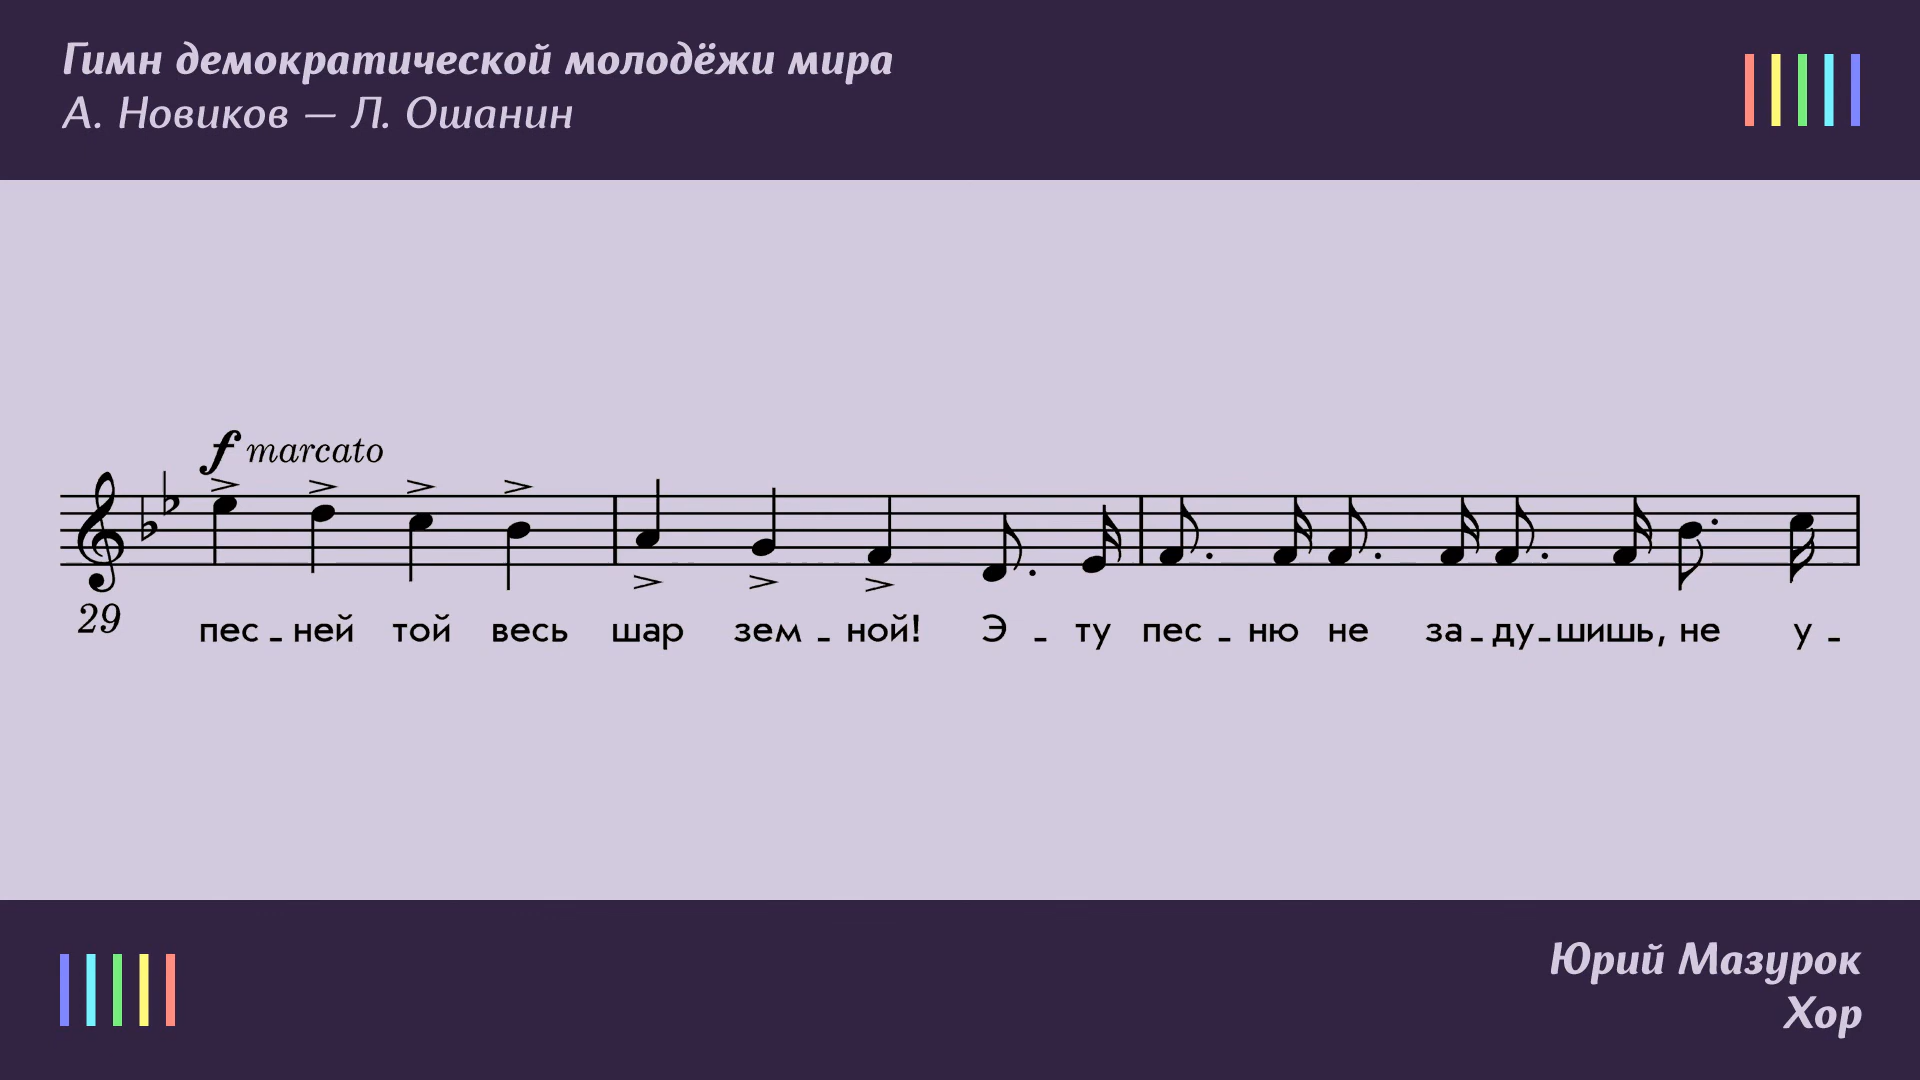 Гимн демократической молодёжи мира
А. Новиков — Л. Ошанин
f marcato
29
пес - ней той весь шар зем - ной! Э - ту пес - ню не за - ду - шишь, не у -
Юрий Мазурок
Хор